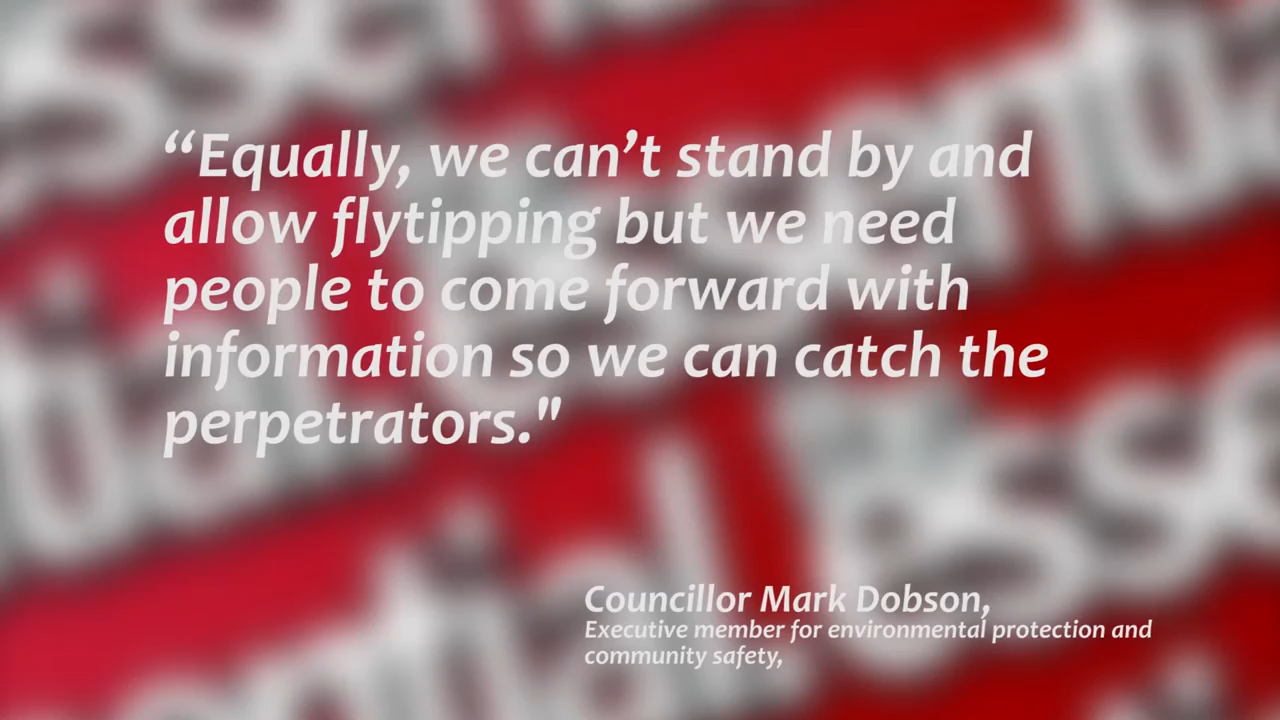 “Equally, we can’t stand by and
allow flytipping but we need
people to come forward with
information so we can catch the
perpetrators."
Councillor Mark Dobson,
Executive member for environmental protection and
community safety,